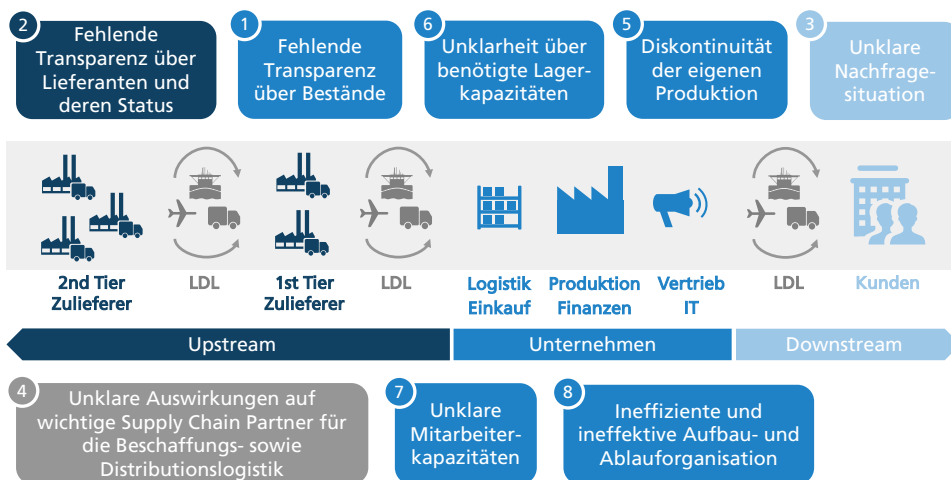 2
Fehlende
Transparenz über
Lieferanten und
deren Status
1
Fehlende
Transparenz
über Bestände
6
Unklarheit über
benötigte Lager-
kapazitäten
5
Diskontinuität
der eigenen
Produktion
3
Unklare
Nachfrage-
situation
2nd Tier
Zulieferer
LDL
1st Tier
Zulieferer
LDL
Logistik
Einkauf
Produktion
Finanzen
Vertrieb
IT
LDL
Kunden
Upstream
Unternehmen
Downstream
4
Unklare Auswirkungen auf
wichtige Supply Chain Partner für
die Beschaffungs- sowie
Distributionslogistik
7
Unklare
Mitarbeiter-
kapazitäten
8
Ineffiziente und
ineffektive Aufbau- und
Ablauforganisation